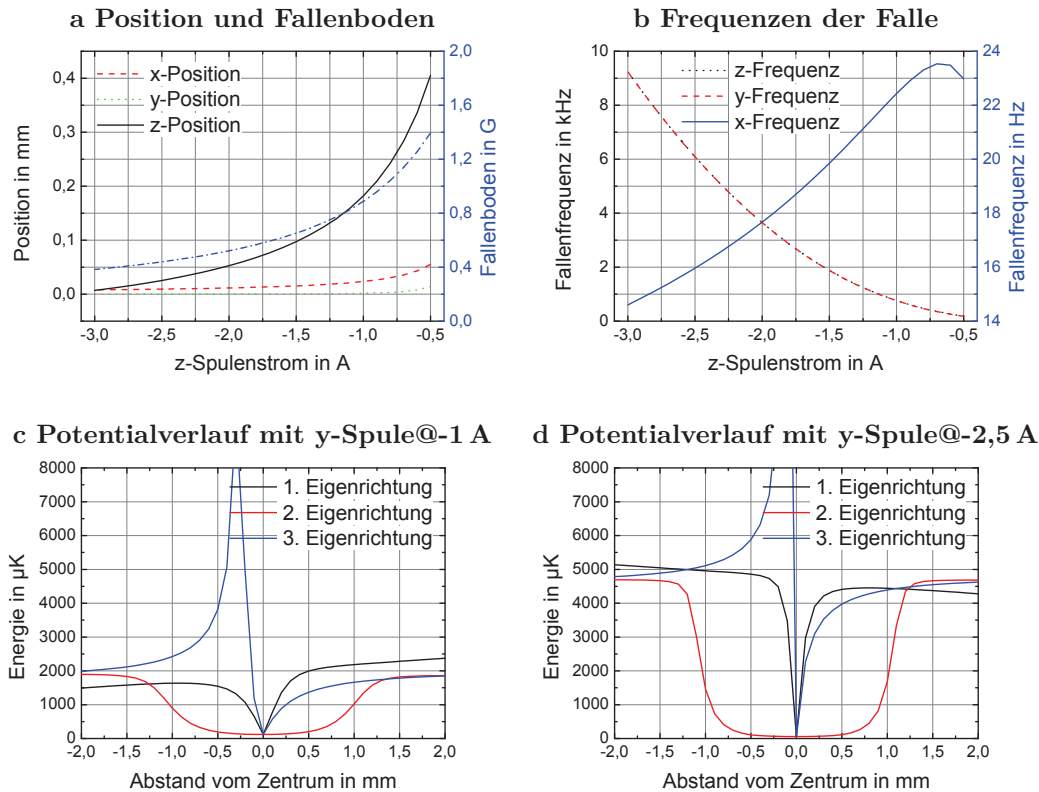 a Position und Fallenboden
0,4
0,3
0,2
0,1
0,0
Position in mm
x-Position
y-Position
z-Position
2,0
1,6
1,2
0,8
0,4
0,0
Fallenboden in G
-3,0 -2,5 -2,0 -1,5 -1,0 -0,5
z-Spulenstrom in A
b Frequenzen der Falle
10
8
6
4
2
0
Fallenfrequenz in kHz
z-Frequenz
y-Frequenz
x-Frequenz
24
22
20
18
16
14
Fallenfrequenz in Hz
-3,0 -2,5 -2,0 -1,5 -1,0 -0,5
z-Spulenstrom in A
c Potentialverlauf mit y-Spule@-1 A
8000
7000
6000
5000
4000
3000
2000
1000
0
Energie in µK
1. Eigenrichtung
2. Eigenrichtung
3. Eigenrichtung
-2,0 -1,5 -1,0 -0,5 0,0 0,5 1,0 1,5 2,0
Abstand vom Zentrum in mm
d Potentialverlauf mit y-Spule@-2,5 A
8000
7000
6000
5000
4000
3000
2000
1000
0
Energie in µK
1. Eigenrichtung
2. Eigenrichtung
3. Eigenrichtung
-2,0 -1,5 -1,0 -0,5 0,0 0,5 1,0 1,5 2,0
Abstand vom Zentrum in mm